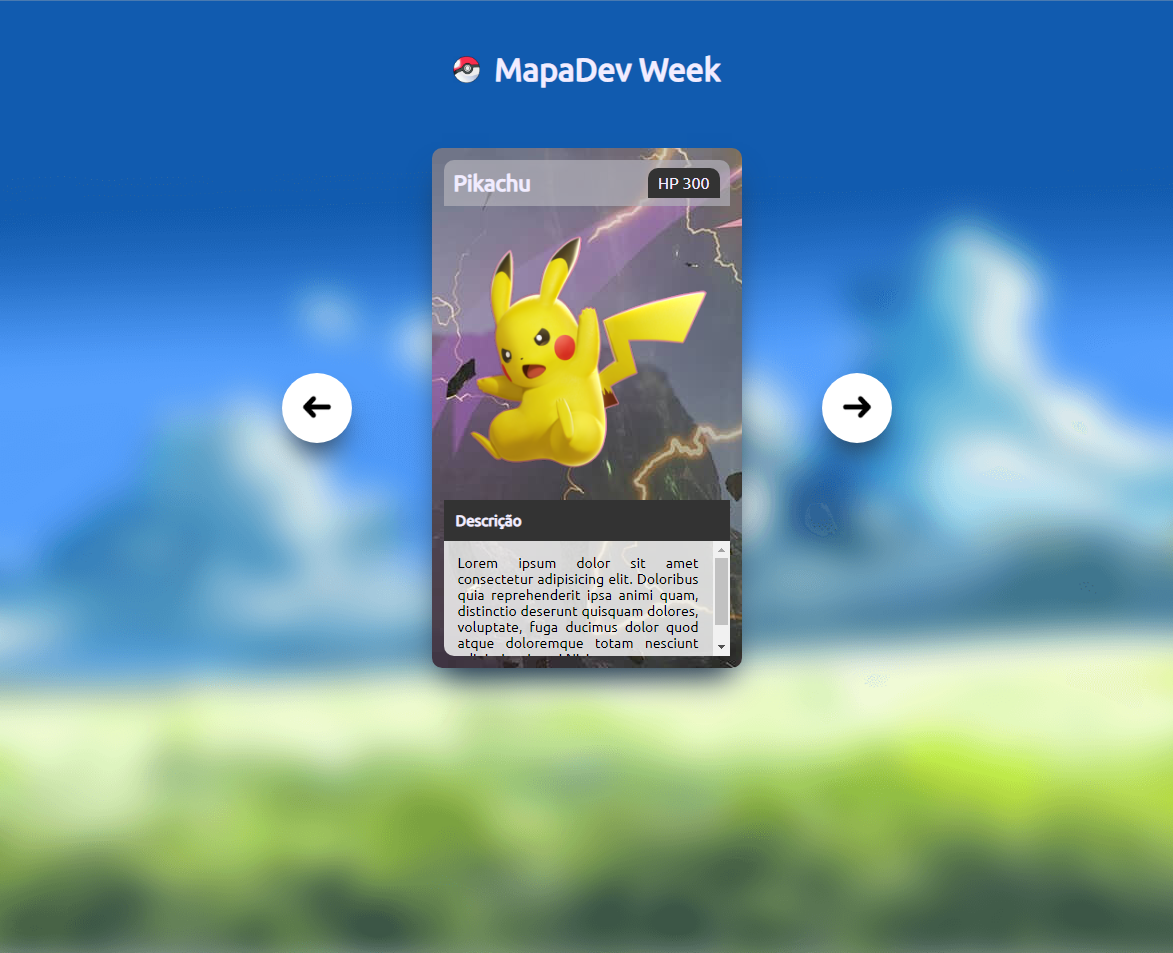 MapaDev Week
Pikachu
HP 300
Descrição
Lorem ipsum dolor sit amet
consectetur adipisicing elit. Doloribus
quia reprehenderit ipsa animi quam,
distinctio deserunt quisquam dolores,
voluptate, fuga ducimus dolor quod
atque doloremque totam nesciunt